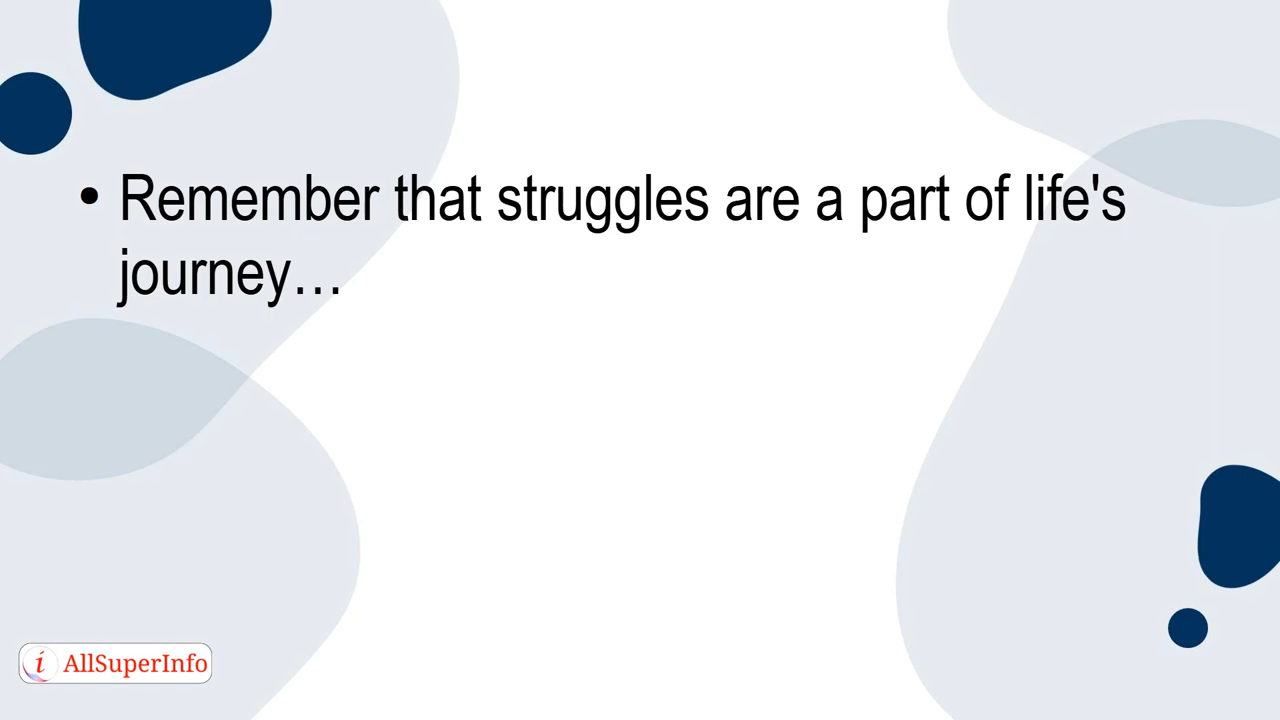 • Remember that struggles are a part of life's
journey…
i AllSuperInfo